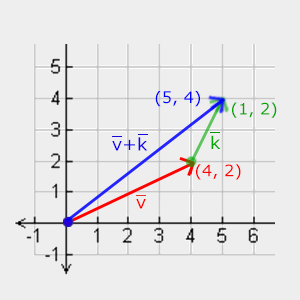 5
(5, 4)
4
(1, 2)
3
v̅+k̅
k̅
2
(4, 2)
1
v̅
-1 1 2 3 4 5 6
-1